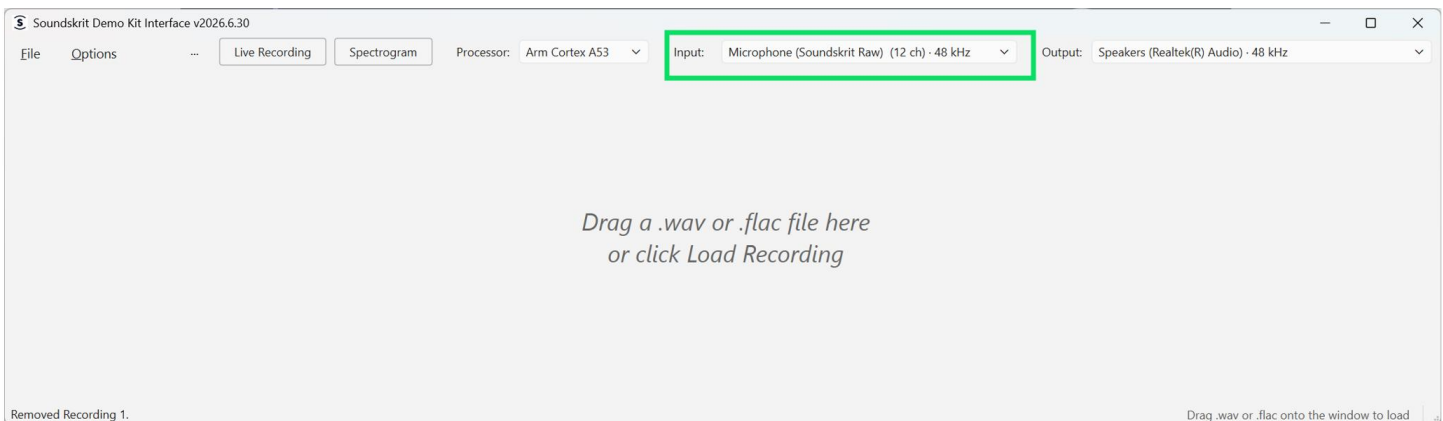 Soundskrit Demo Kit Interface v2026.6.30
File Options ... Live Recording Spectrogram Processor: Arm Cortex A53 Input: Microphone (Soundskrit Raw) (12 ch) · 48 kHz Output: Speakers (Realtek(R) Audio) · 48 kHz
Drag a .wav or .flac file here
or click Load Recording
Removed Recording 1. Drag .wav or .flac onto the window to load